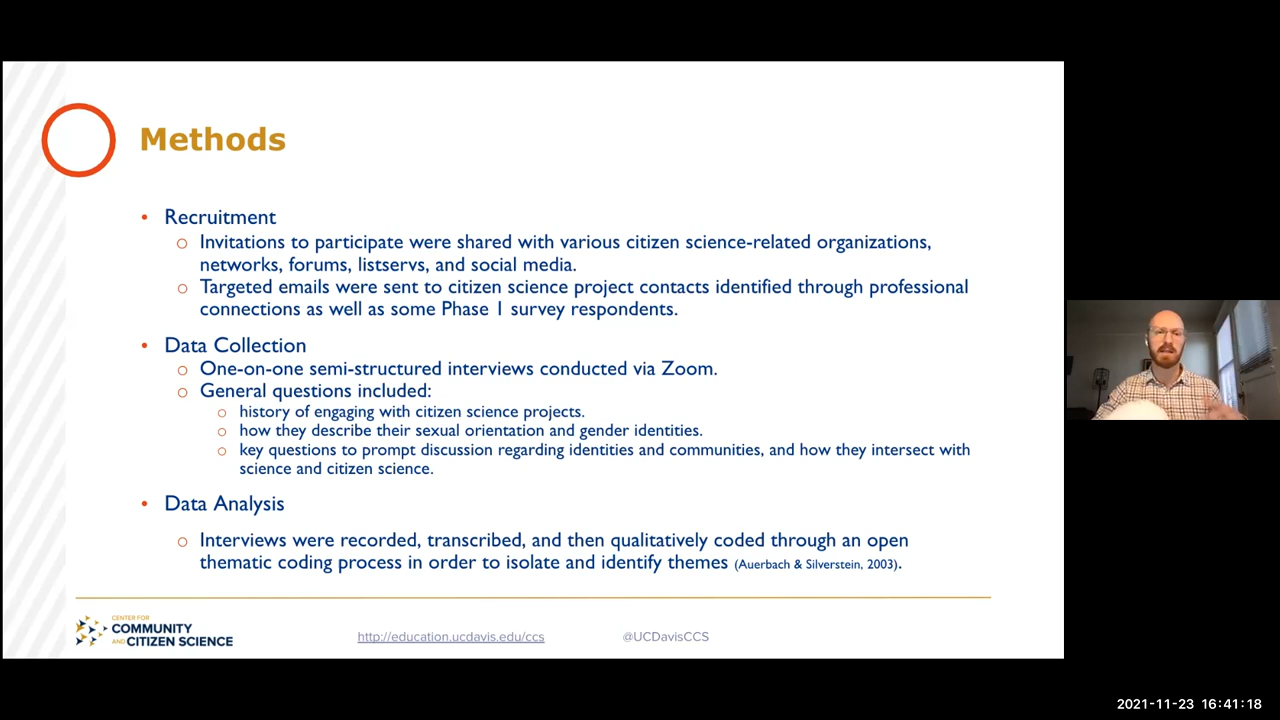 Methods
• Recruitment
o Invitations to participate were shared with various citizen science-related organizations,
networks, forums, listservs, and social media.
o Targeted emails were sent to citizen science project contacts identified through professional
connections as well as some Phase 1 survey respondents.
• Data Collection
o One-on-one semi-structured interviews conducted via Zoom.
o General questions included:
o history of engaging with citizen science projects.
o how they describe their sexual orientation and gender identities.
o key questions to prompt discussion regarding identities and communities, and how they intersect with
science and citizen science.
• Data Analysis
o Interviews were recorded, transcribed, and then qualitatively coded through an open
thematic coding process in order to isolate and identify themes (Auerbach & Silverstein, 2003).
CENTER FOR
COMMUNITY
AND CITIZEN SCIENCE
http://education.ucdavis.edu/ccs
@UCDavisCCS
2021-11-23 16:41:18